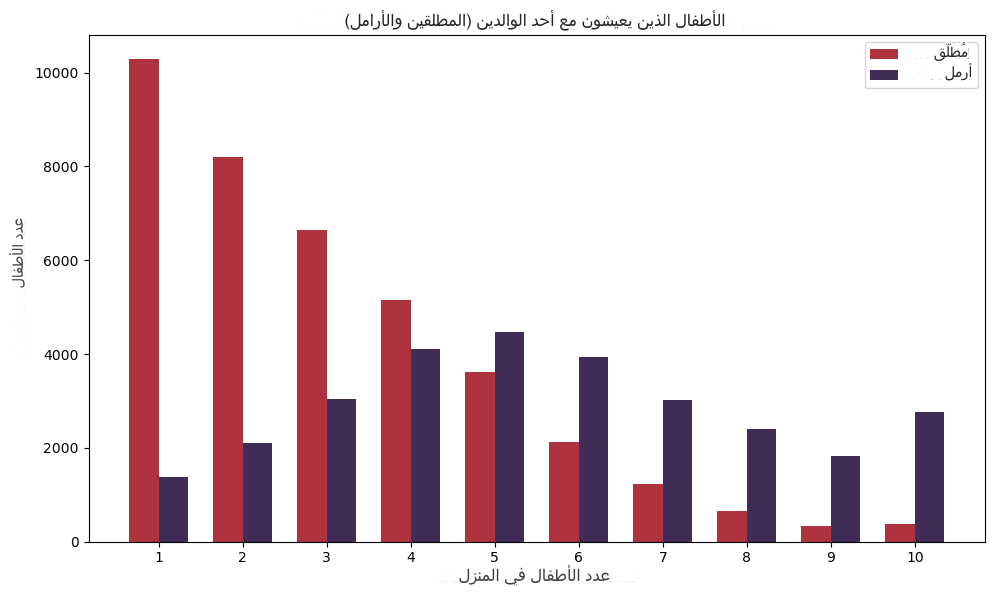 الأطفال الذين يعيشون مع أحد الوالدين (المطلقين والأرامل)
مُطلّق
أرمل
عدد الأطفال
10000
8000
6000
4000
2000
0
1 2 3 4 5 6 7 8 9 10
عدد الأطفال في المنزل